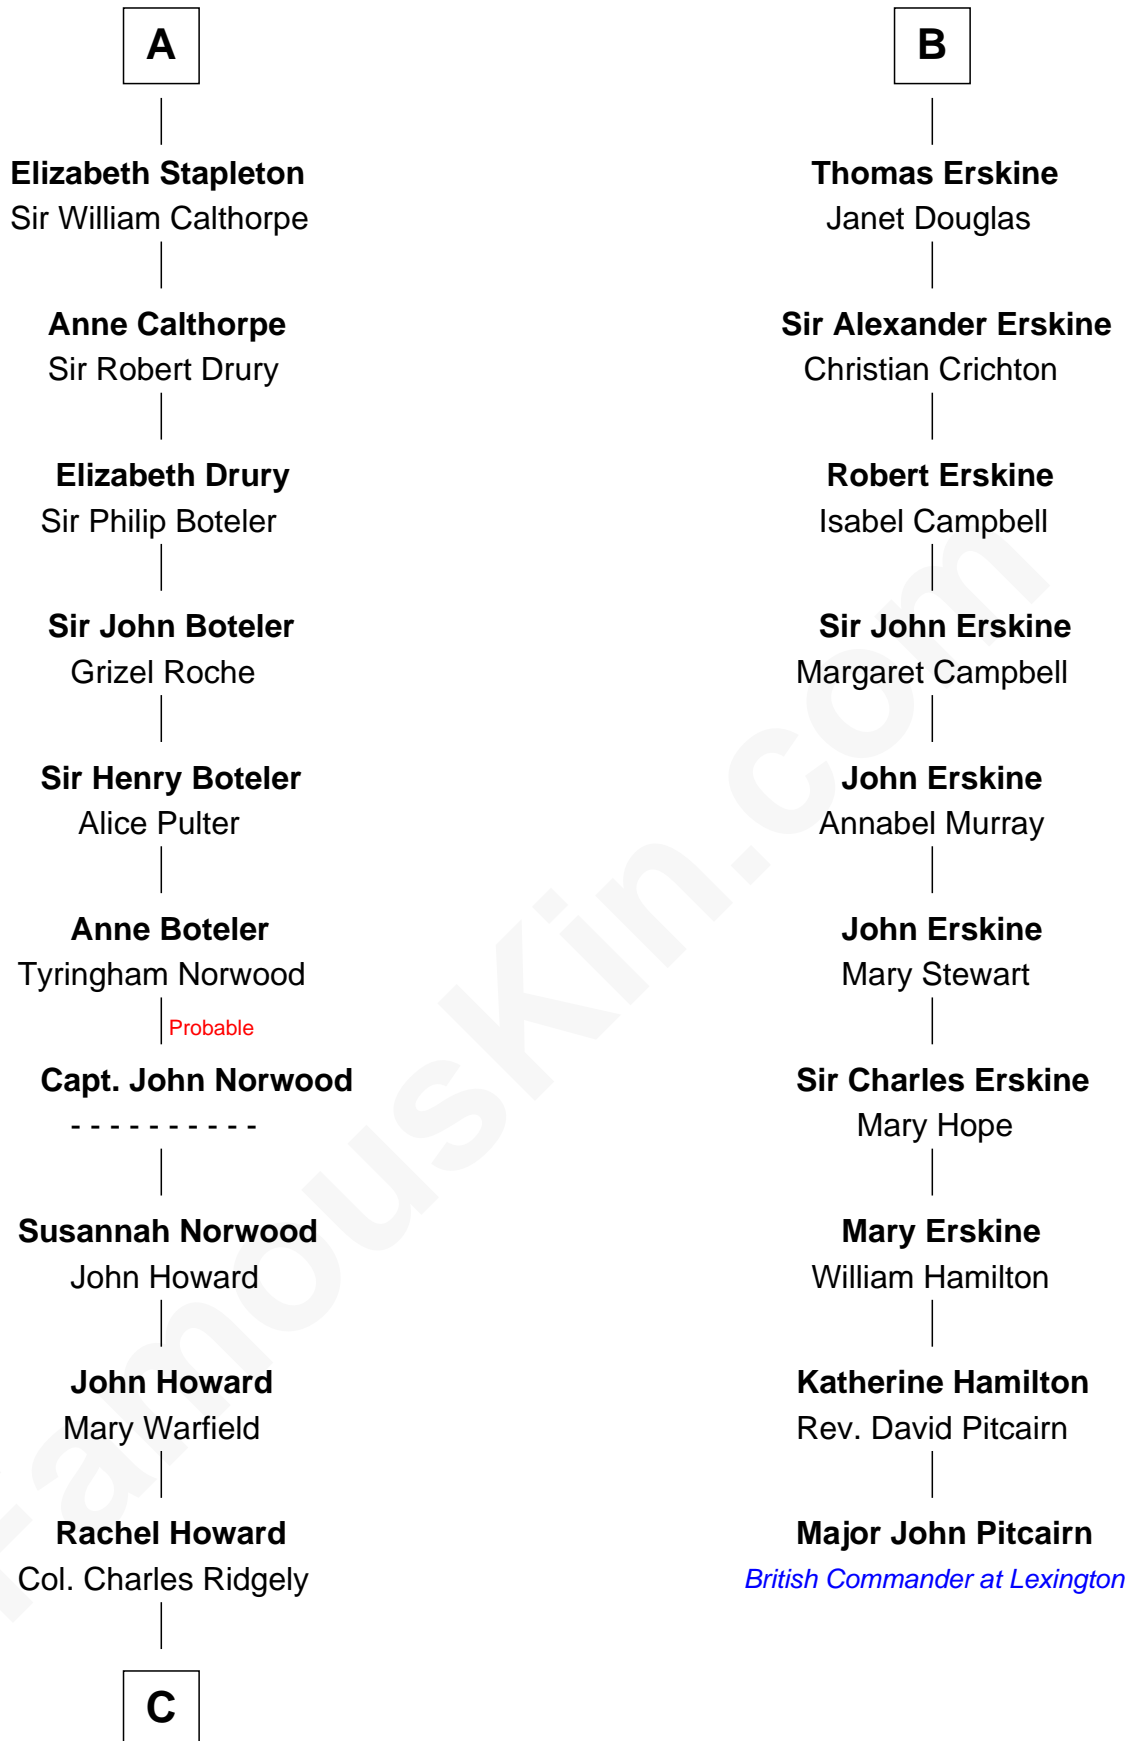 A
Elizabeth Stapleton
Sir William Calthorpe
Anne Calthorpe
Sir Robert Drury
Elizabeth Drury
Sir Philip Boteler
Sir John Boteler
Grizel Roche
Sir Henry Boteler
Alice Pulter
Anne Boteler
Tyringham Norwood
Probable
Capt. John Norwood
- - - - - - - - - -
Susannah Norwood
John Howard
John Howard
Mary Warfield
Rachel Howard
Col. Charles Ridgely
C
B
Thomas Erskine
Janet Douglas
Sir Alexander Erskine
Christian Crichton
Robert Erskine
Isabel Campbell
Sir John Erskine
Margaret Campbell
John Erskine
Annabel Murray
John Erskine
Mary Stewart
Sir Charles Erskine
Mary Hope
Mary Erskine
William Hamilton
Katherine Hamilton
Rev. David Pitcairn
Major John Pitcairn
British Commander at Lexington
FamousKin.com